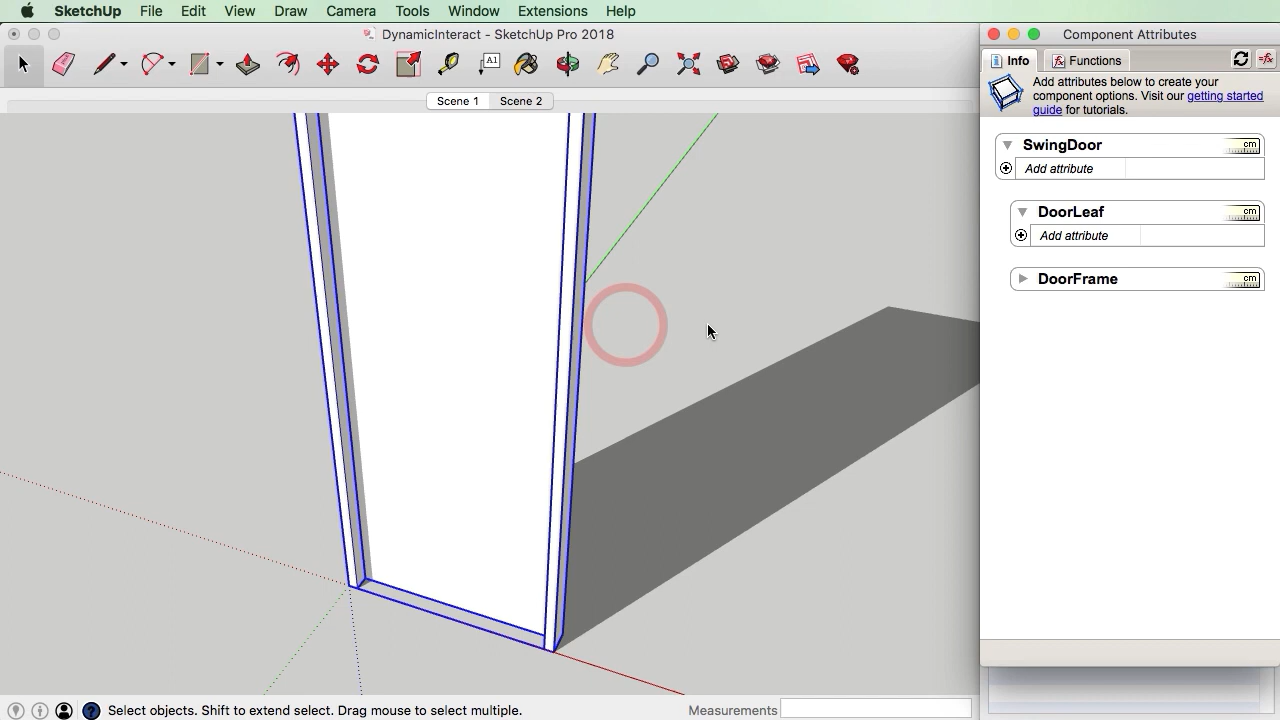 SketchUp File Edit View Draw Camera Tools Window Extensions Help
DynamicInteract - SketchUp Pro 2018
A1
Scene 1 Scene 2
Component Attributes
Info Functions
Add attributes below to create your
component options. Visit our getting started
guide for tutorials.
SwingDoor cm
Add attribute
DoorLeaf cm
Add attribute
DoorFrame cm
Select objects. Shift to extend select. Drag mouse to select multiple.
Measurements